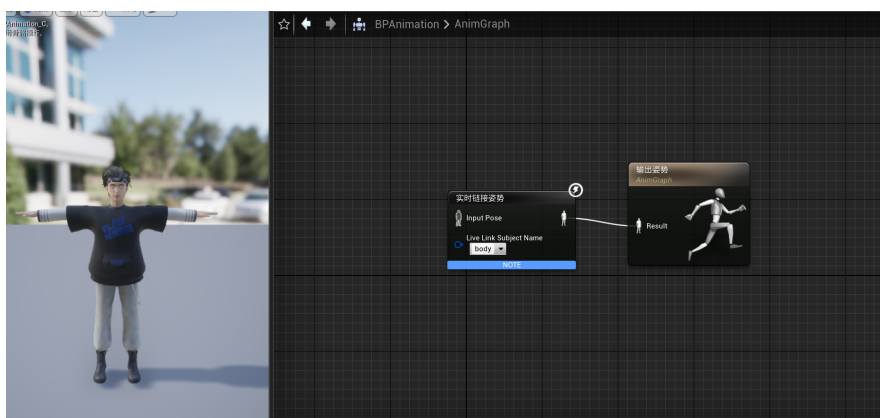 Animation_C,
BPAnimation > AnimGraph
输出姿势
AnimGraph
实时链接姿势
Input Pose
Result
Live Link Subject Name
body
NOTE